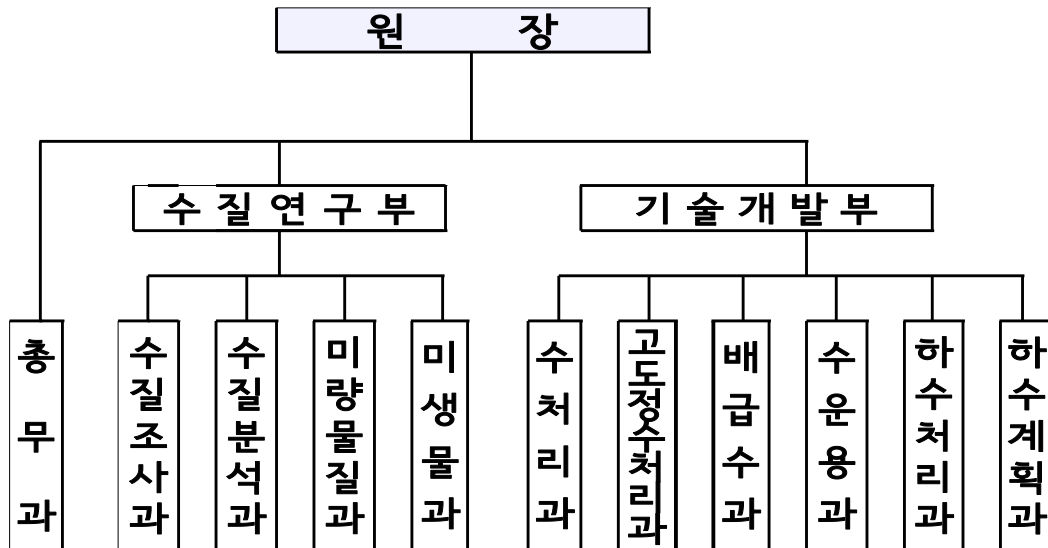 원 장
수질연구부
기술개발부
총무과
수질조사과
수질분석과
미량물질과
미생물과
수처리과
고도정수처리과
배급수과
수운용과
하수처리과
하수계획과